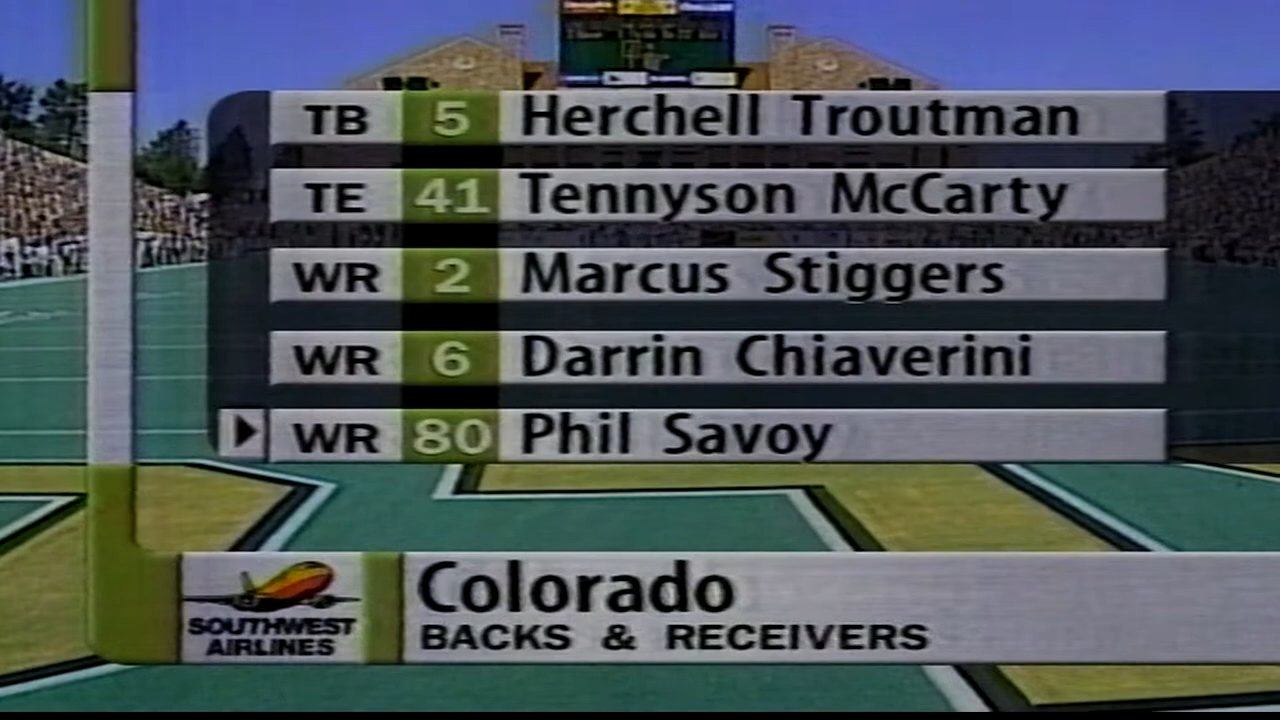 TB 5 Herchell Troutman
TE 41 Tennyson McCarty
WR 2 Marcus Stiggers
WR 6 Darrin Chiaverini
WR 80 Phil Savoy
SOUTHWEST
AIRLINES
Colorado
BACKS & RECEIVERS